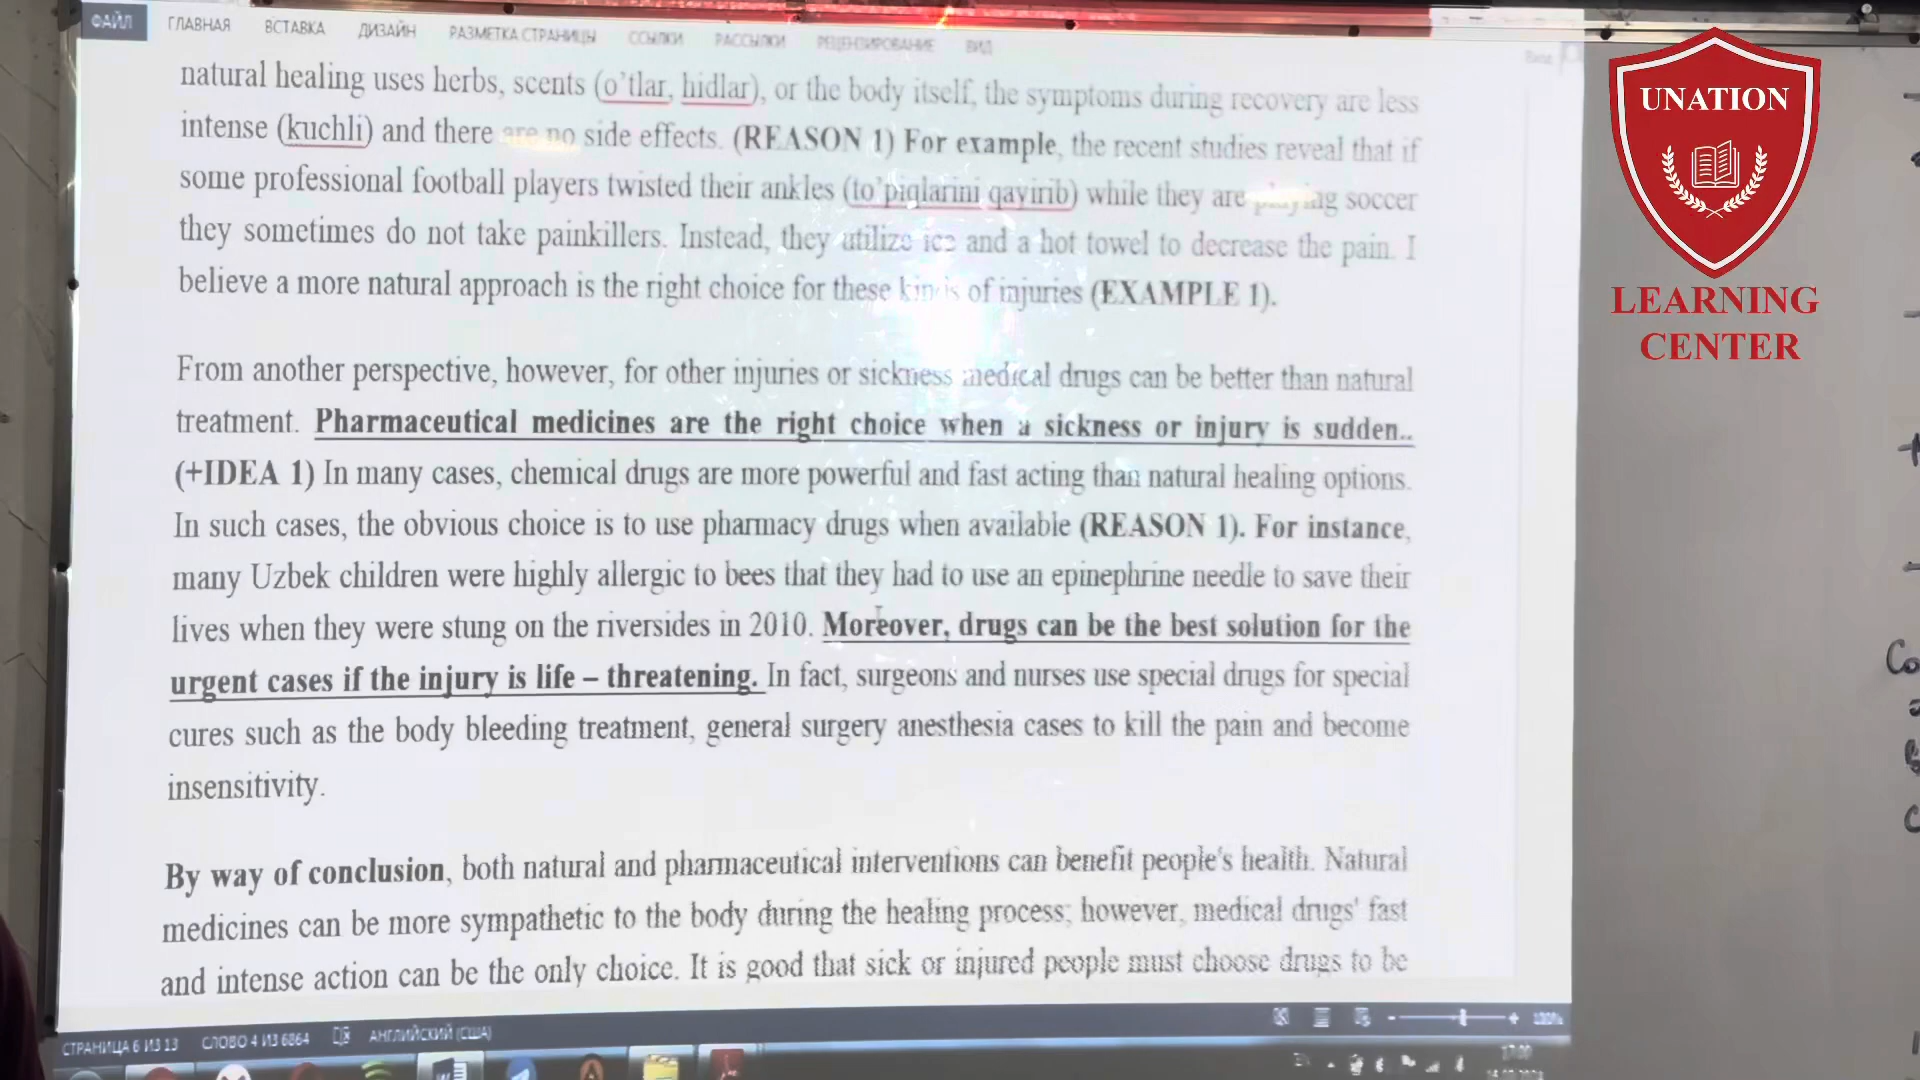 ФАЙЛ ГЛАВНАЯ ВСТАВКА ДИЗАЙН РАЗМЕТКА СТРАНИЦЫ ССЫЛКИ РАССЫЛКИ РЕЦЕНЗИРОВАНИЕ ВИД
natural healing uses herbs, scents (o’tlar, hidlar), or the body itself, the symptoms during recovery are less
intense (kuchli) and there are no side effects. (REASON 1) For example, the recent studies reveal that if
some professional football players twisted their ankles (to’piqlarini qayirib) while they are playing soccer
they sometimes do not take painkillers. Instead, they utilize ice and a hot towel to decrease the pain. I
believe a more natural approach is the right choice for these kinds of injuries (EXAMPLE 1).
From another perspective, however, for other injuries or sickness medical drugs can be better than natural
treatment. Pharmaceutical medicines are the right choice when a sickness or injury is sudden..
(+IDEA 1) In many cases, chemical drugs are more powerful and fast acting than natural healing options.
In such cases, the obvious choice is to use pharmacy drugs when available (REASON 1). For instance,
many Uzbek children were highly allergic to bees that they had to use an epinephrine needle to save their
lives when they were stung on the riversides in 2010. Moreover, drugs can be the best solution for the
urgent cases if the injury is life – threatening. In fact, surgeons and nurses use special drugs for special
cures such as the body bleeding treatment, general surgery anesthesia cases to kill the pain and become
insensitivity.
By way of conclusion, both natural and pharmaceutical interventions can benefit people's health. Natural
medicines can be more sympathetic to the body during the healing process; however, medical drugs' fast
and intense action can be the only choice. It is good that sick or injured people must choose drugs to be
СТРАНИЦА 6 ИЗ 13 СЛОВО 4 ИЗ 6864 АНГЛИЙСКИЙ (США) 100%
17:00
UNATION
LEARNING
CENTER